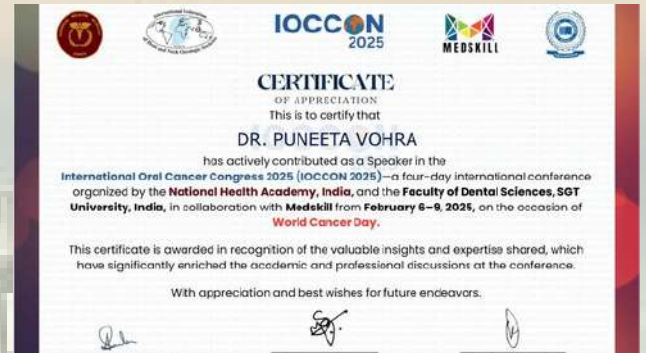 IOCCON
2025
MEDSKILL
CERTIFICATE
OF APPRECIATION
This is to certify that
DR. PUNEETA VOHRA
has actively contributed as a Speaker in the
International Oral Cancer Congress 2025 (IOCCON 2025)—a four-day international conference
organized by the National Health Academy, India, and the Faculty of Dental Sciences, SGT
University, India, in collaboration with Medskill from February 6–9, 2025, on the occasion of
World Cancer Day.
This certificate is awarded in recognition of the valuable insights and expertise shared, which
have significantly enriched the academic and professional discussions at the conference.
With appreciation and best wishes for future endeavors.